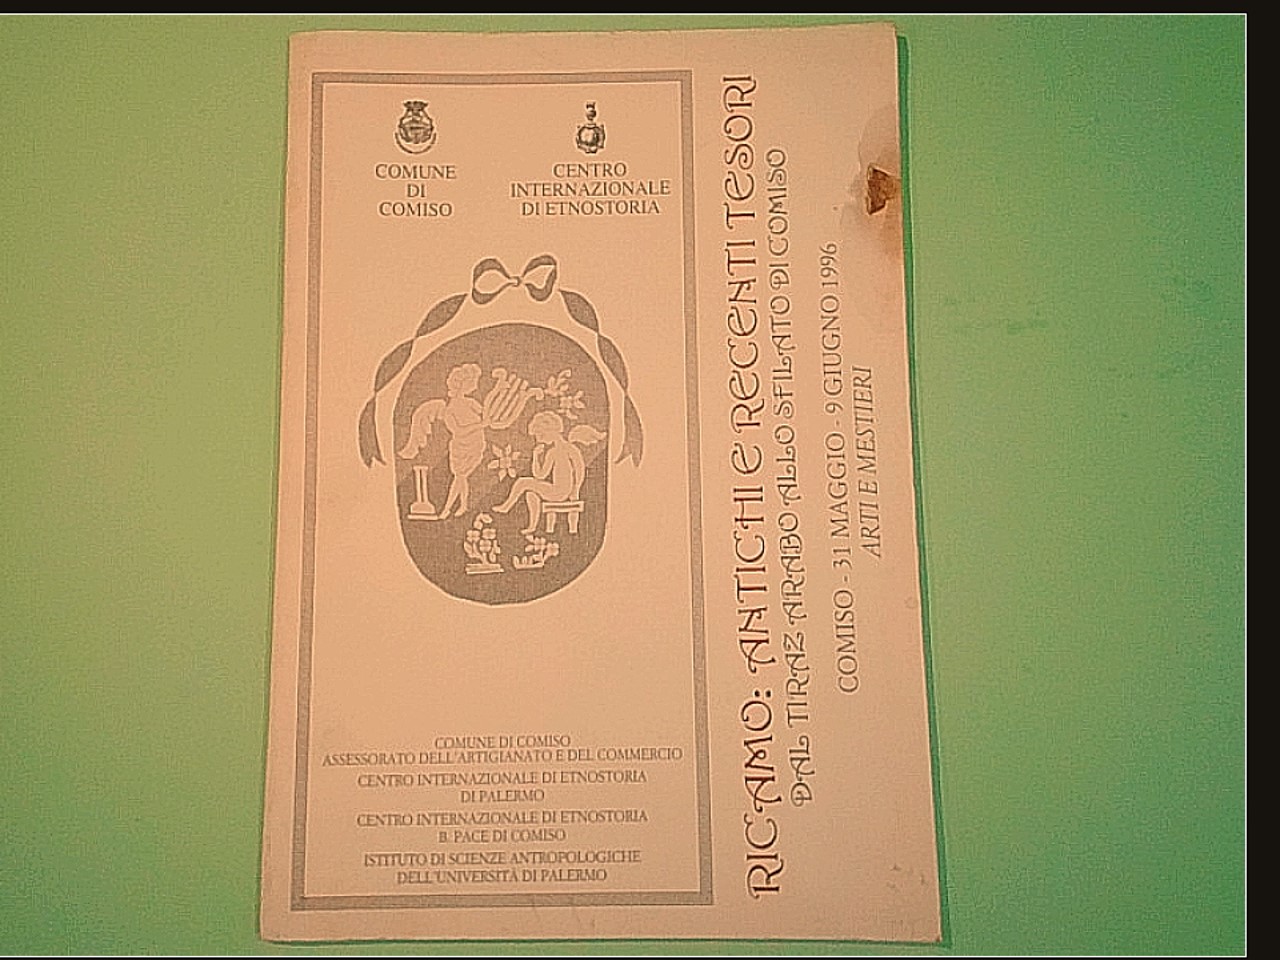 COMUNE
DI
COMISO
CENTRO
INTERNAZIONALE
DI ETNOSTORIA
COMUNE DI COMISO
ASSESSORATO DELL'ARTIGIANATO E DEL COMMERCIO
CENTRO INTERNAZIONALE DI ETNOSTORIA
DI PALERMO
CENTRO INTERNAZIONALE DI ETNOSTORIA
B. PACE DI COMISO
ISTITUTO DI SCIENZE ANTROPOLOGICHE
DELL'UNIVERSITÀ DI PALERMO
RICAMO: ANTICHI E RECENTI TESORI
DAL TIRAZ ARABO ALLO SFILATO DI COMISO
COMISO - 31 MAGGIO - 9 GIUGNO 1996
ARTI E MESTIERI